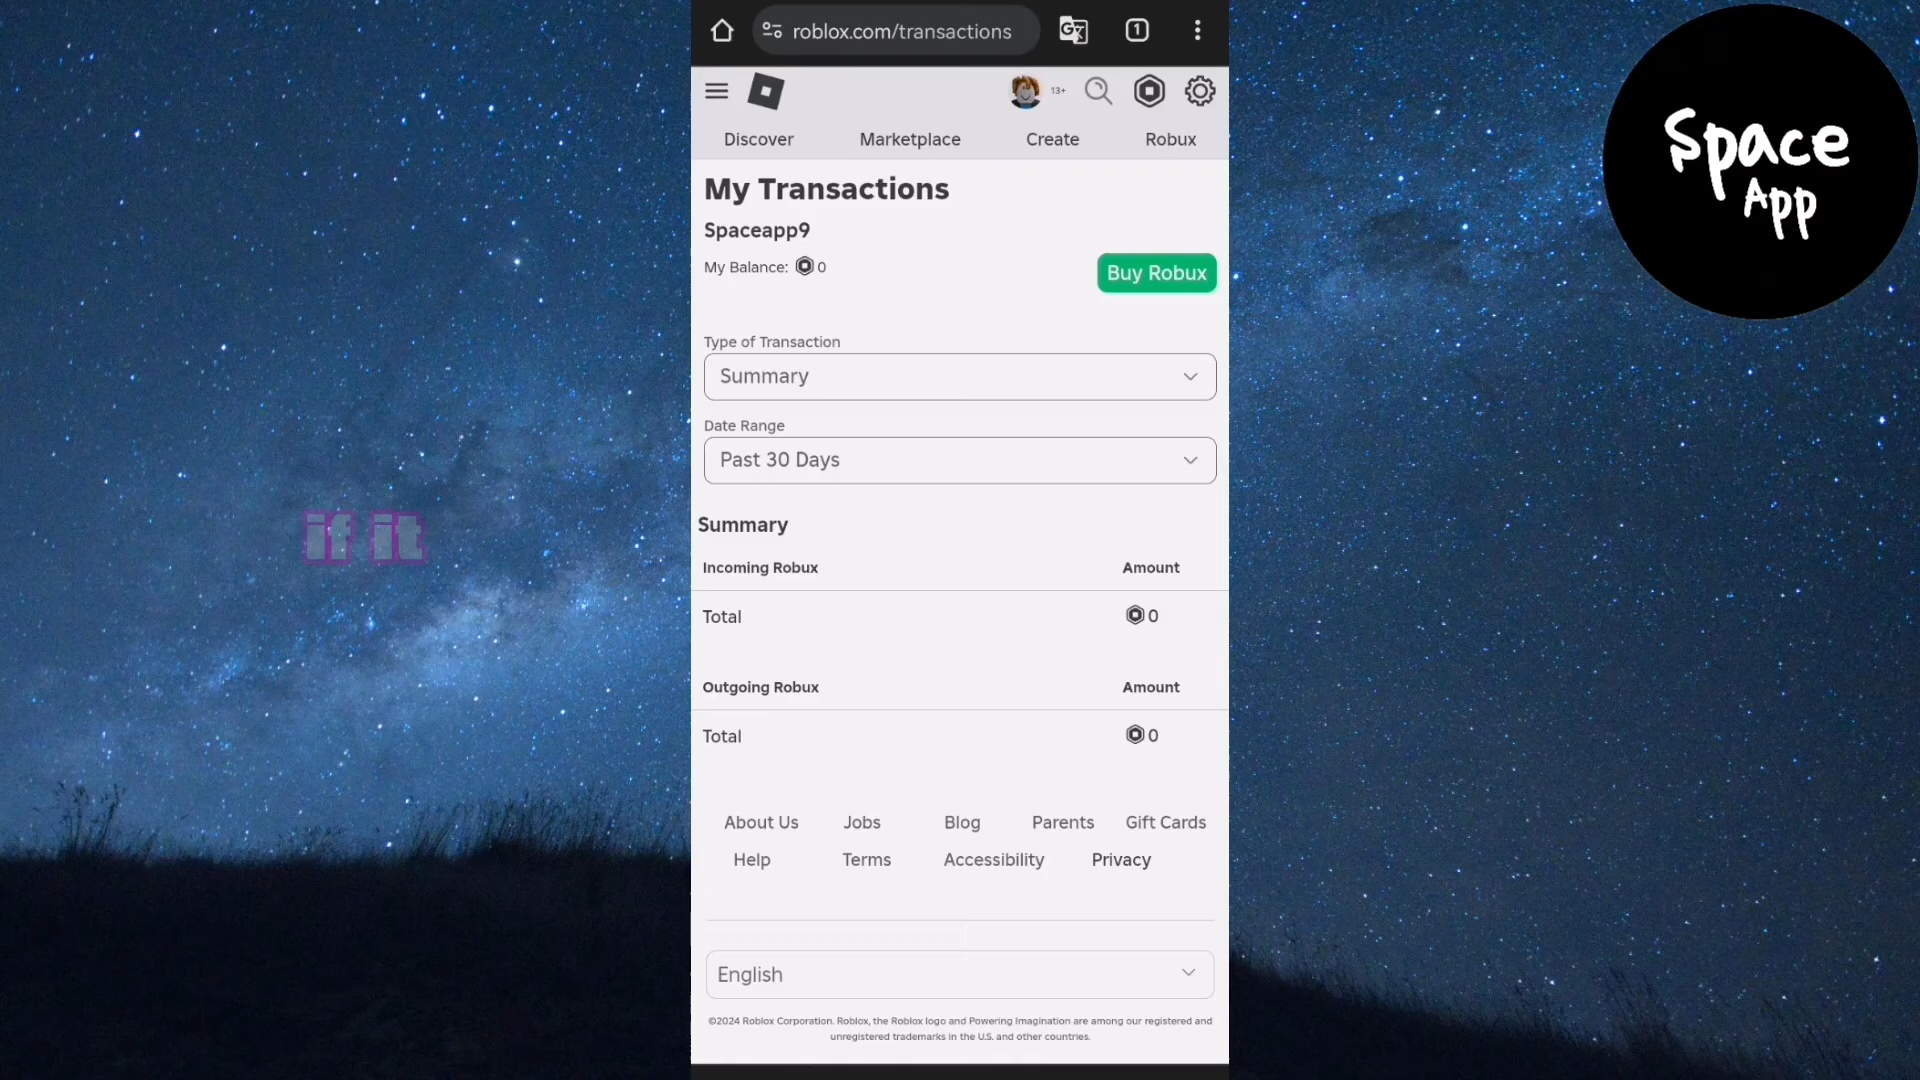 roblox.com/transactions
1
Space
App
13+
Discover Marketplace Create Robux
My Transactions
Spaceapp9
My Balance: 0
Buy Robux
Type of Transaction
Summary
Date Range
Past 30 Days
if it
Summary
Incoming Robux Amount
Total 0
Outgoing Robux Amount
Total 0
About Us Jobs Blog Parents Gift Cards
Help Terms Accessibility Privacy
English
©2024 Roblox Corporation. Roblox, the Roblox logo and Powering Imagination are among our registered and
unregistered trademarks in the U.S. and other countries.